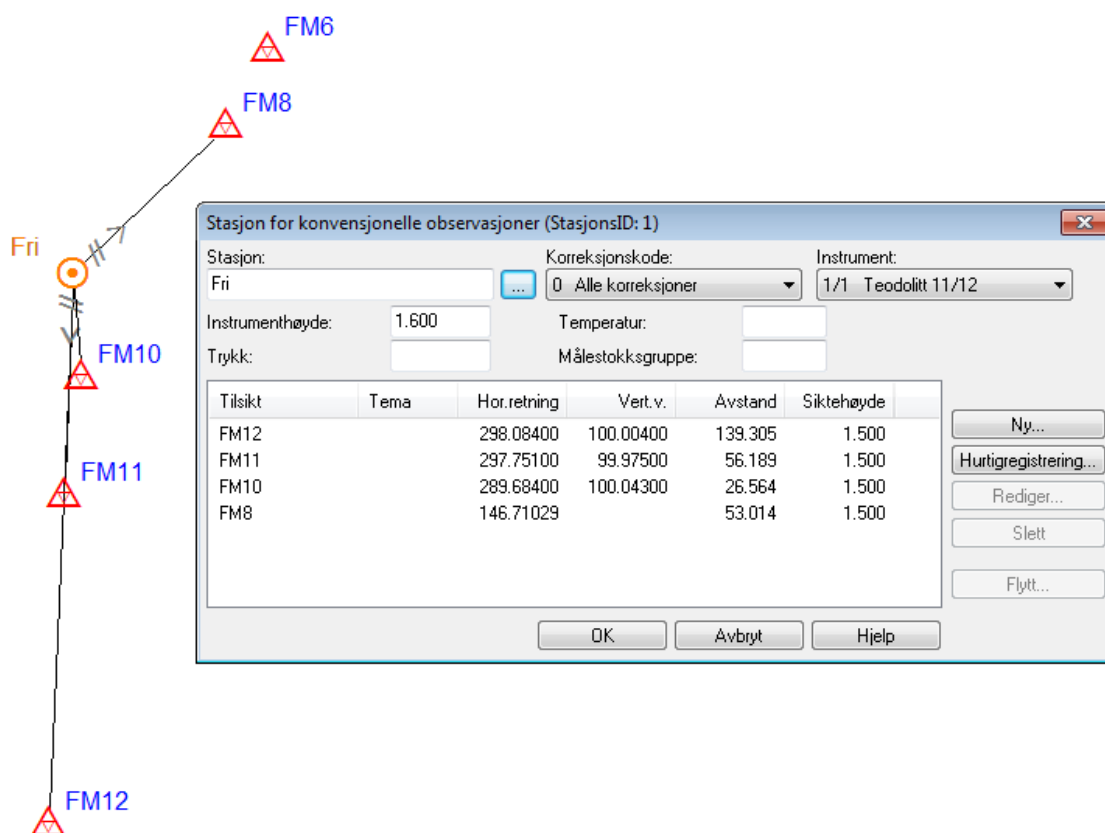 FM6
FM8
Fri
FM10
FM11
FM12
Stasjon for konvensjonelle observasjoner (StasjonsID: 1)
Stasjon: Korreksjonskode: Instrument:
Fri ... 0 Alle korreksjoner 1/1 Teodolitt 11/12
Instrumenthøyde: 1.600 Temperatur:
Trykk: Målestokksgruppe:
Tilsikt Tema Hor.retning Vert.v. Avstand Siktehøyde
FM12 298.08400 100.00400 139.305 1.500
FM11 297.75100 99.97500 56.189 1.500
FM10 289.68400 100.04300 26.564 1.500
FM8 146.71029 53.014 1.500
Ny...
Hurtigregistrering...
Rediger...
Slett
Flytt...
OK Avbryt Hjelp